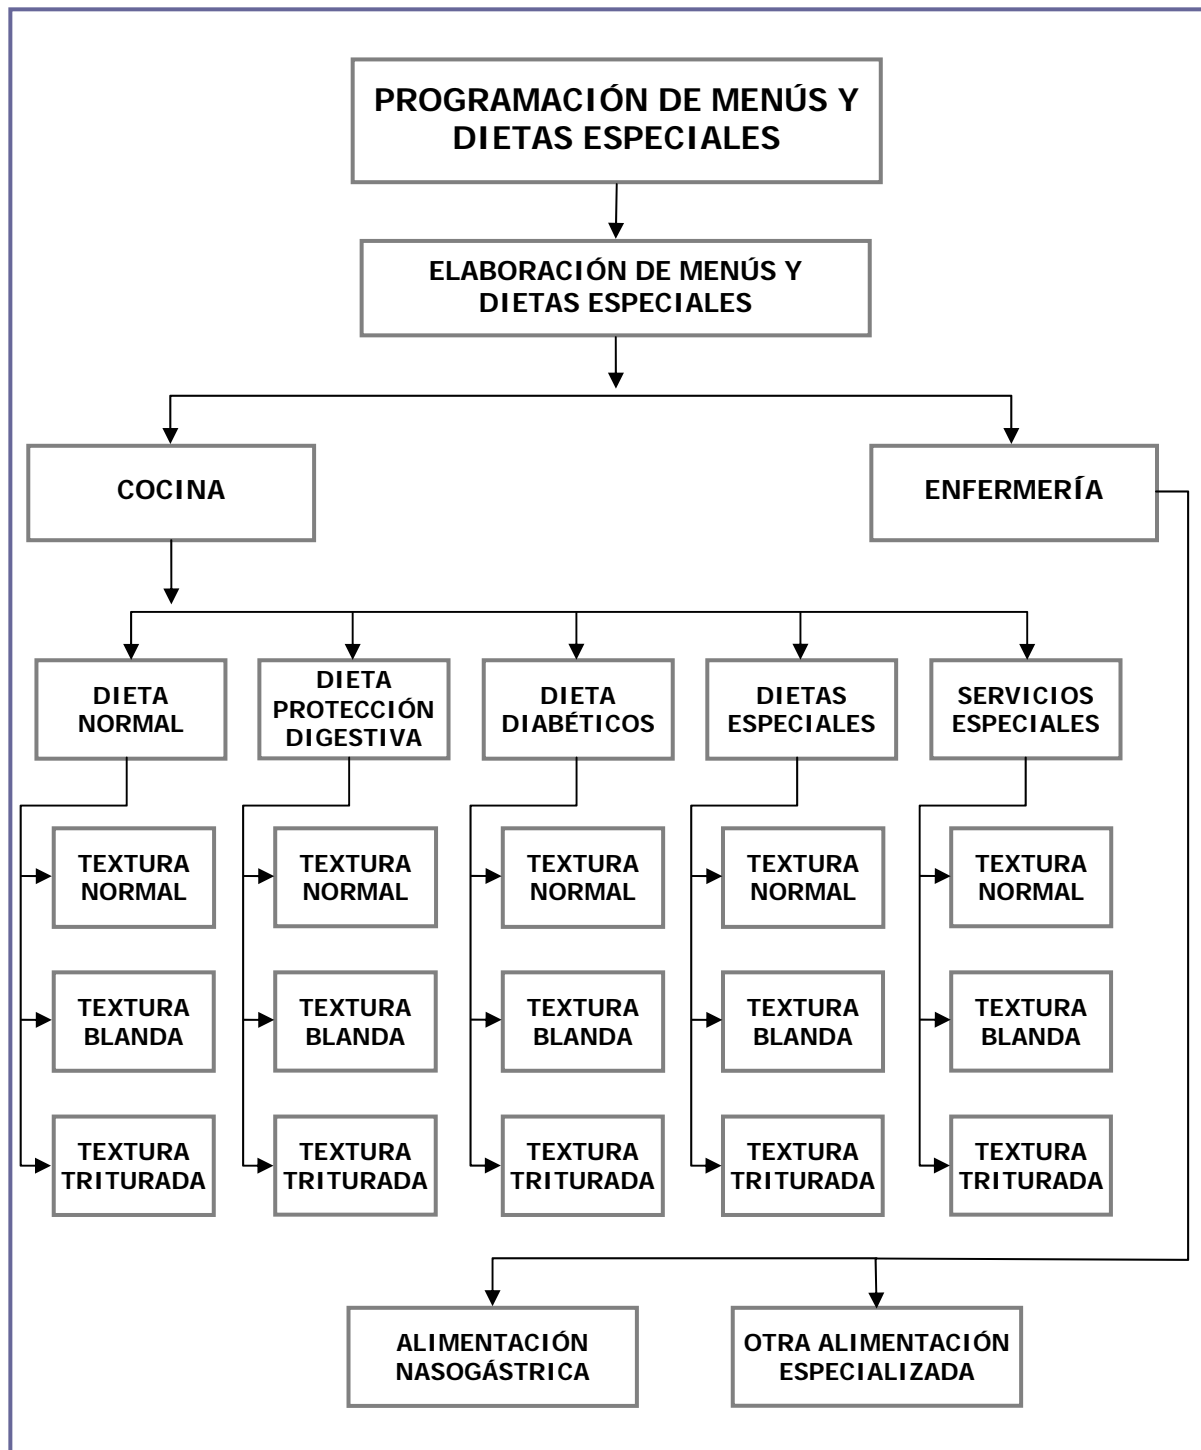 PROGRAMACIÓN DE MENÚS Y
DIETAS ESPECIALES
ELABORACIÓN DE MENÚS Y
DIETAS ESPECIALES
COCINA
ENFERMERÍA
DIETA
NORMAL
DIETA
PROTECCIÓN
DIGESTIVA
DIETA
DIABÉTICOS
DIETAS
ESPECIALES
SERVICIOS
ESPECIALES
TEXTURA
NORMAL
TEXTURA
NORMAL
TEXTURA
NORMAL
TEXTURA
NORMAL
TEXTURA
NORMAL
TEXTURA
BLANDA
TEXTURA
BLANDA
TEXTURA
BLANDA
TEXTURA
BLANDA
TEXTURA
BLANDA
TEXTURA
TRITURADA
TEXTURA
TRITURADA
TEXTURA
TRITURADA
TEXTURA
TRITURADA
TEXTURA
TRITURADA
ALIMENTACIÓN
NASOGÁSTRICA
OTRA ALIMENTACIÓN
ESPECIALIZADA